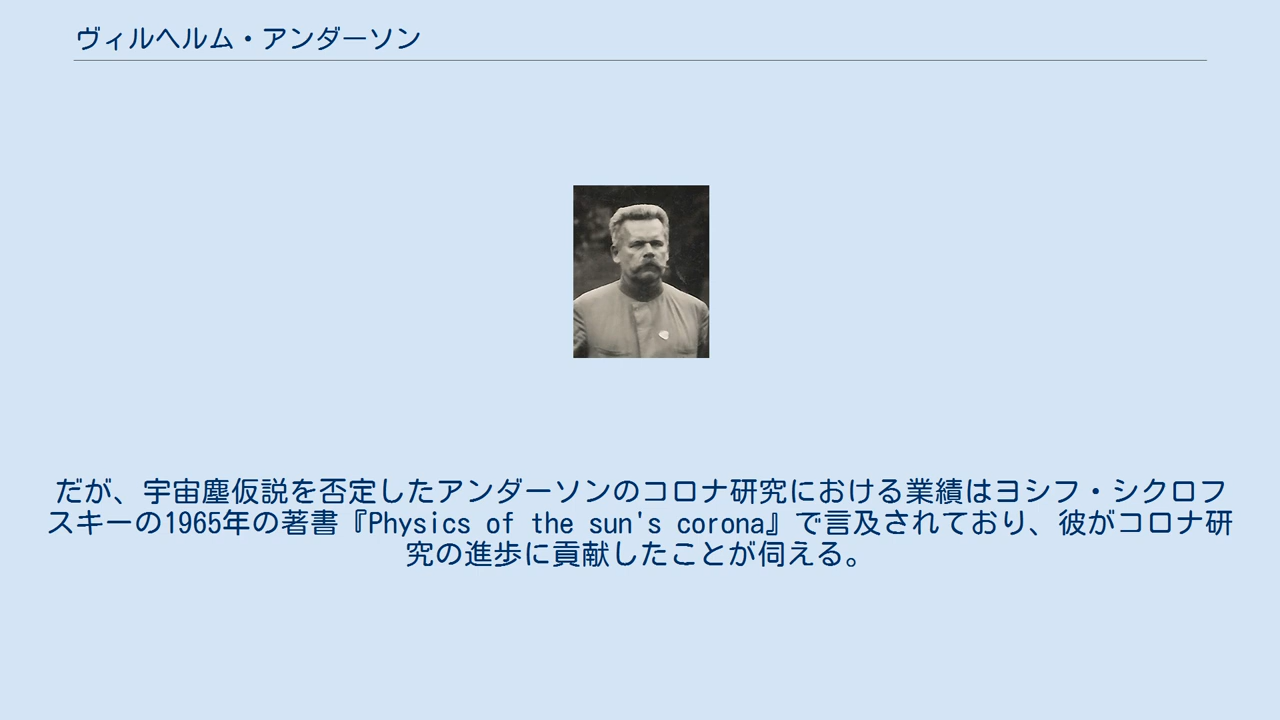 ヴィルヘルム・アンダーソン
だが、宇宙塵仮説を否定したアンダーソンのコロナ研究における業績はヨシフ・シクロフ
スキーの1965年の著書『Physics of the sun's corona』で言及されており、彼がコロナ研
究の進歩に貢献したことが伺える。